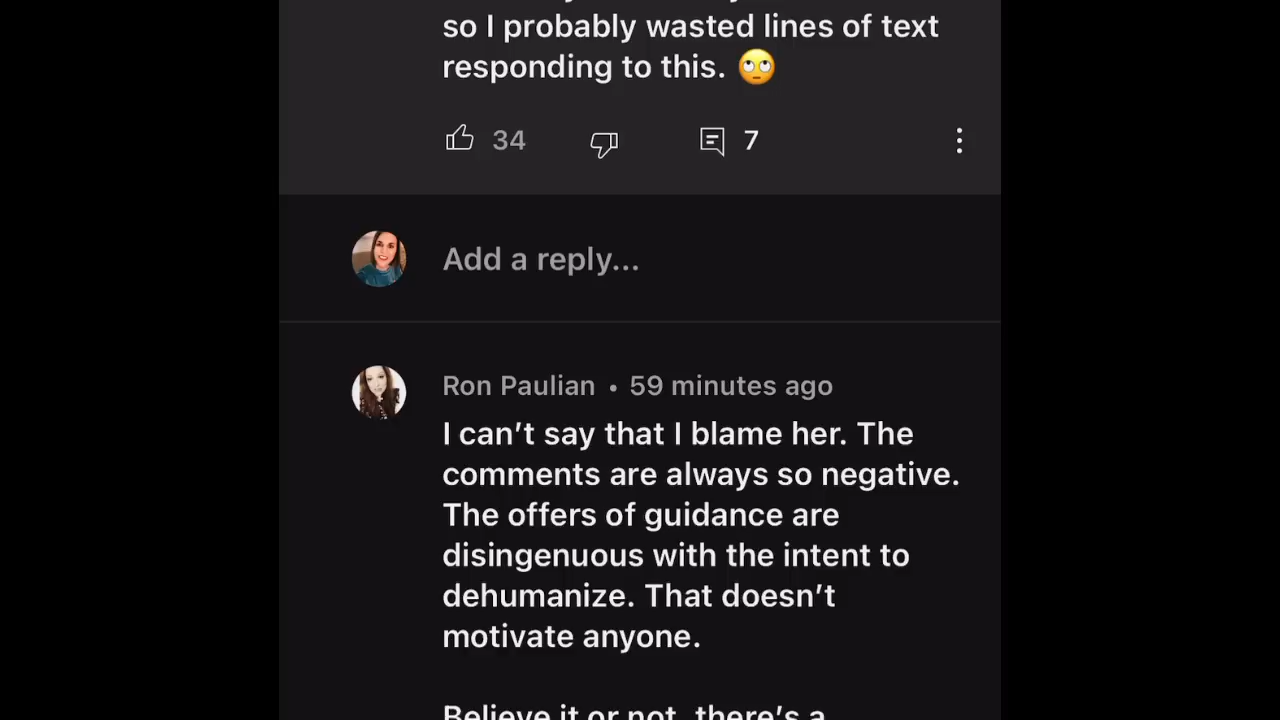 so I probably wasted lines of text
responding to this. 🙄
34 7
Add a reply...
Ron Paulian • 59 minutes ago
I can’t say that I blame her. The
comments are always so negative.
The offers of guidance are
disingenuous with the intent to
dehumanize. That doesn’t
motivate anyone.
Believe it or not, there’s a